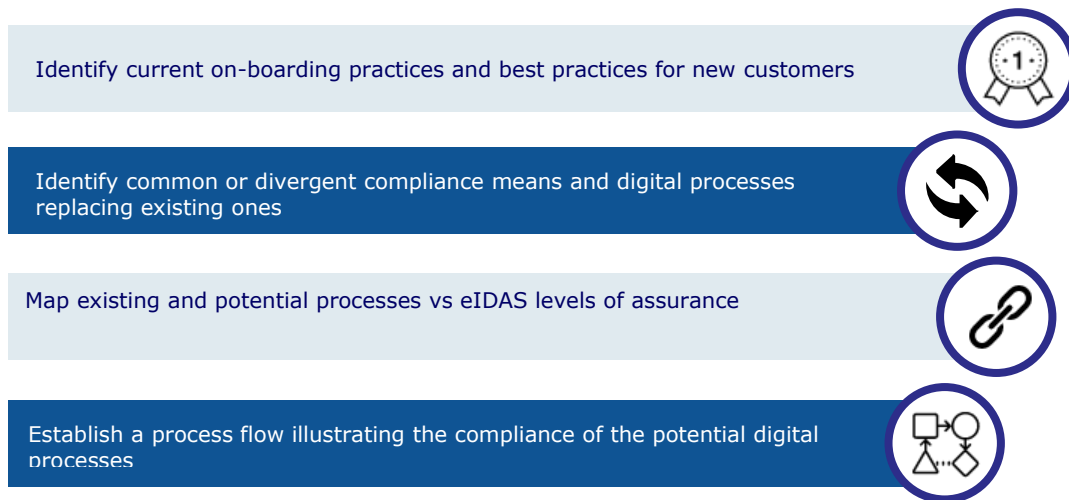 Identify current on-boarding practices and best practices for new customers
1
Identify common or divergent compliance means and digital processes
replacing existing ones
Map existing and potential processes vs eIDAS levels of assurance
Establish a process flow illustrating the compliance of the potential digital
processes